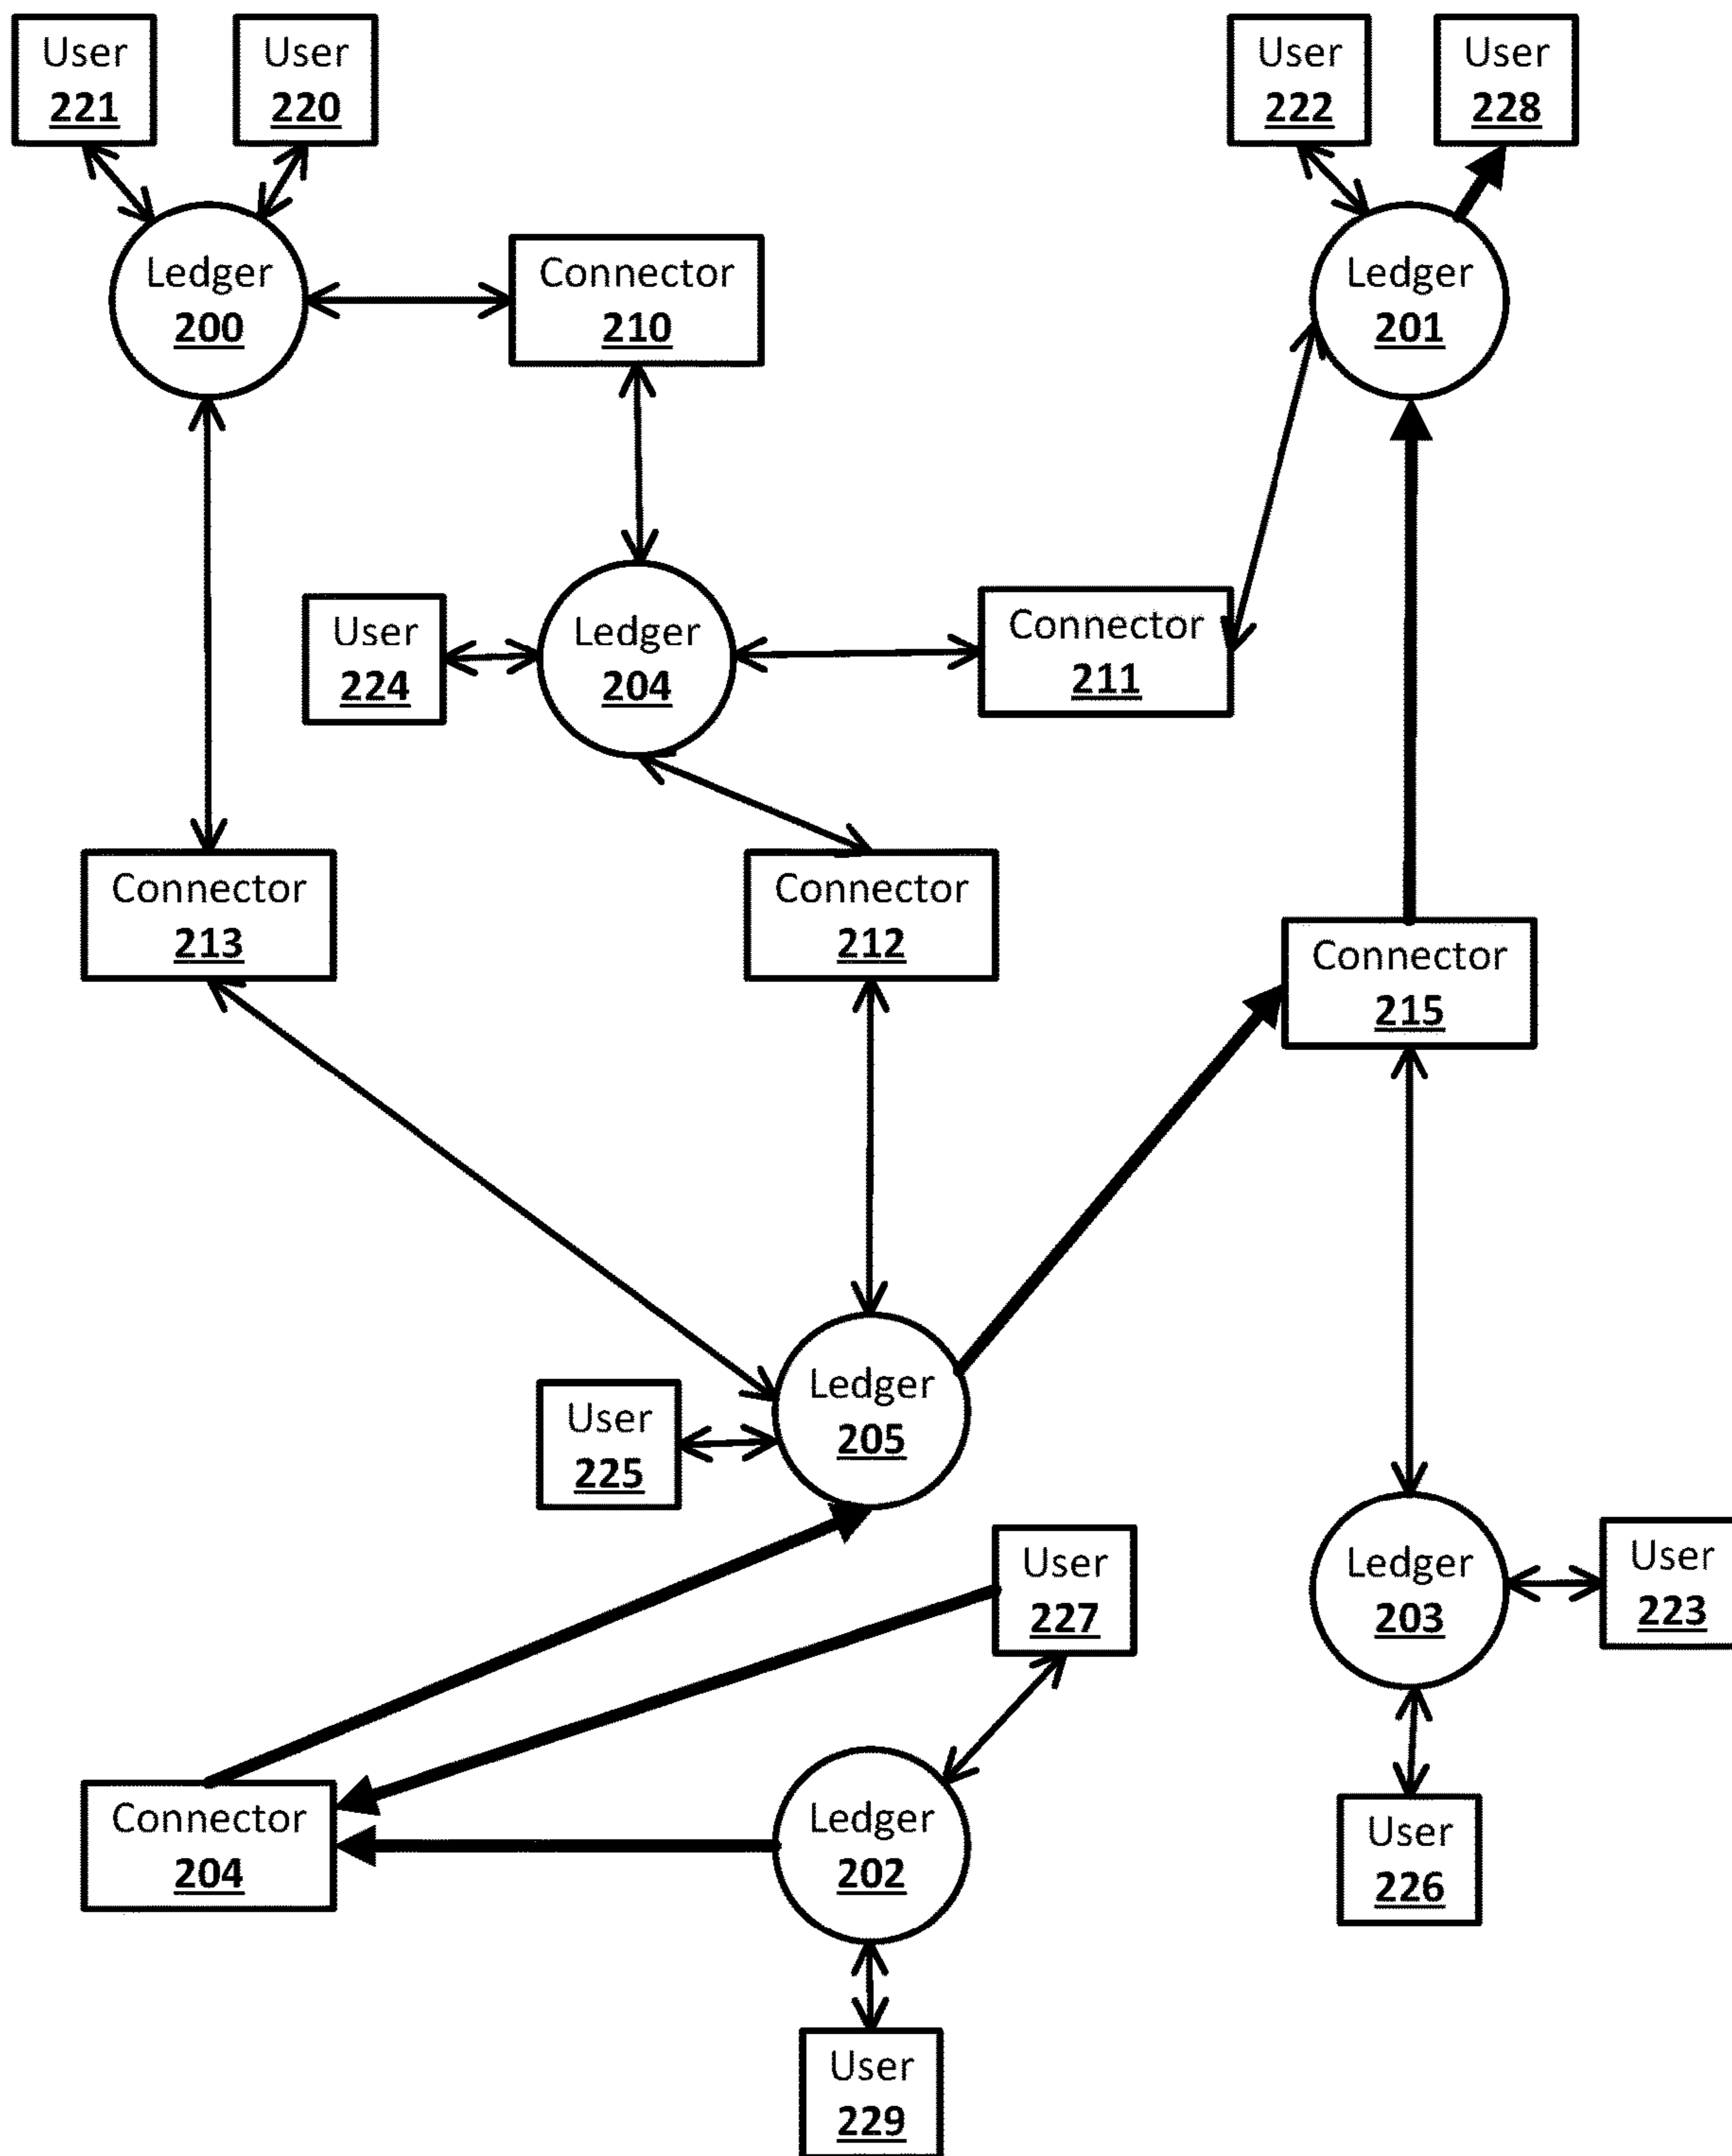 User
221
User
220
User
222
User
228
Ledger
200
Connector
210
Ledger
201
User
224
Ledger
204
Connector
211
Connector
213
Connector
212
Connector
215
Ledger
205
User
225
User
227
Ledger
203
User
223
Connector
204
Ledger
202
User
226
User
229